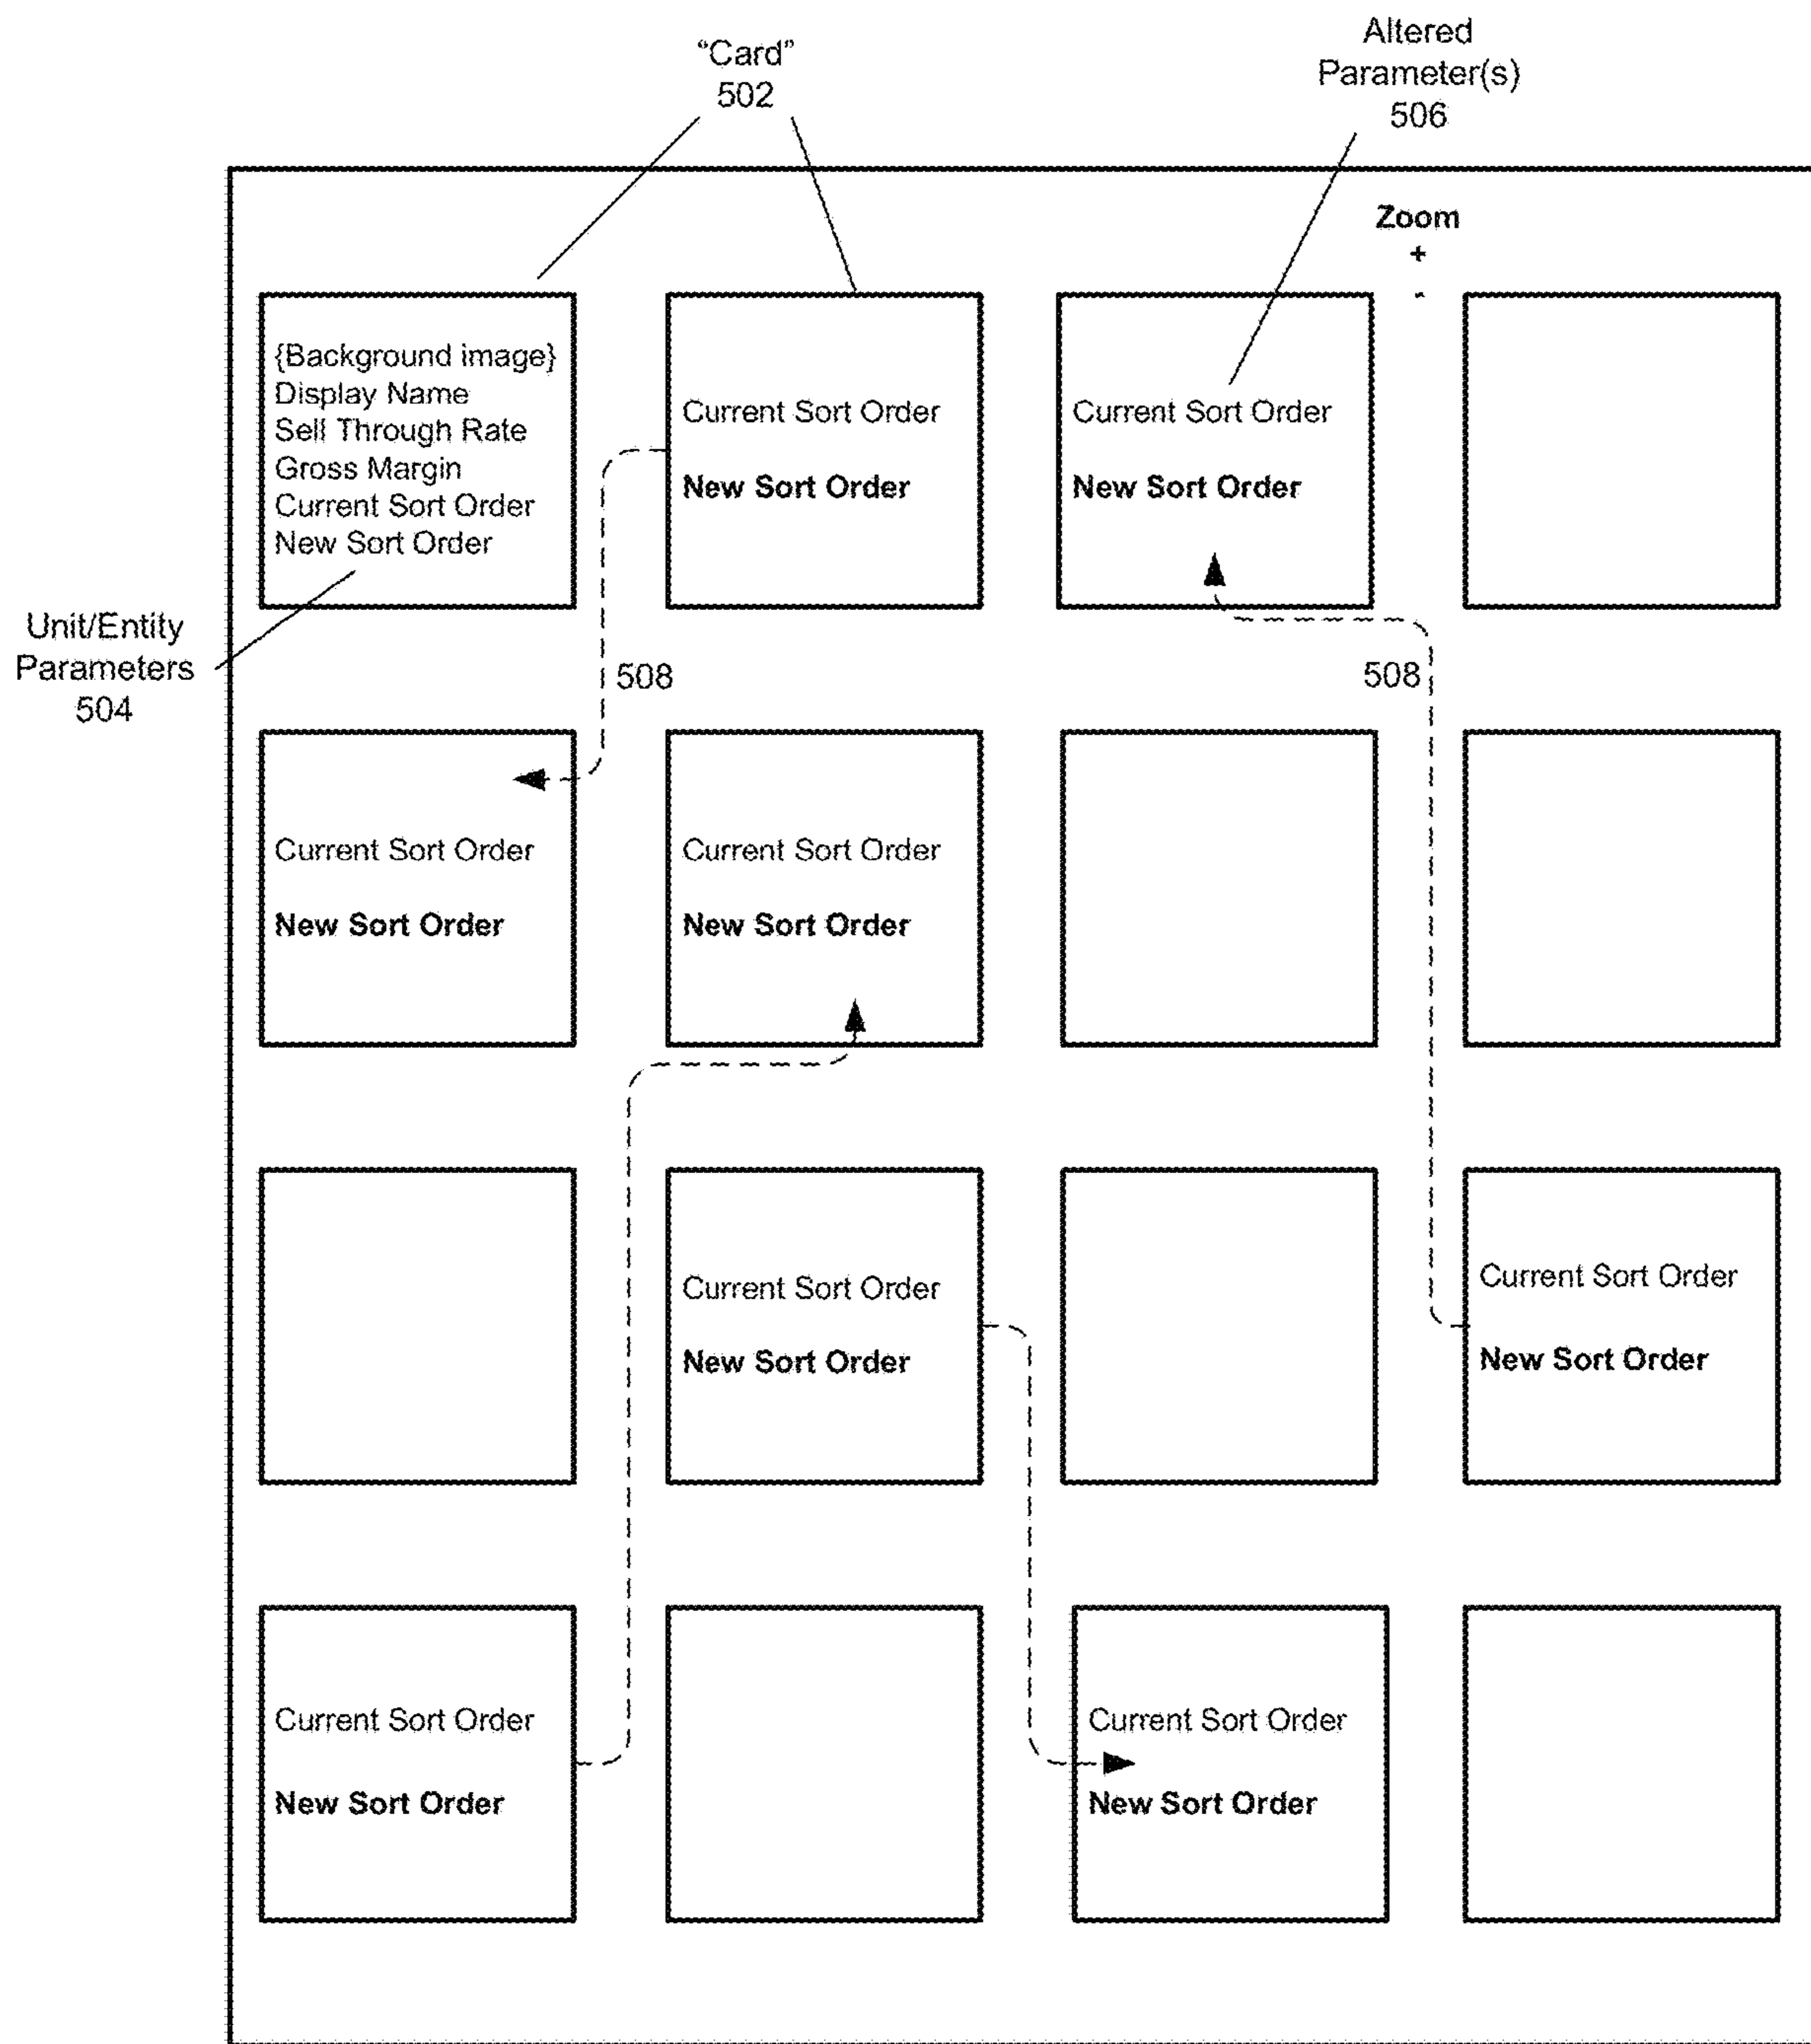 “Card”
502
Altered
Parameter(s)
506
Zoom
+
-
{Background image}
Display Name
Sell Through Rate
Gross Margin
Current Sort Order
New Sort Order
Current Sort Order
New Sort Order
Current Sort Order
New Sort Order
Unit/Entity
Parameters
504
508
508
Current Sort Order
New Sort Order
Current Sort Order
New Sort Order
Current Sort Order
New Sort Order
Current Sort Order
New Sort Order
Current Sort Order
New Sort Order
Current Sort Order
New Sort Order